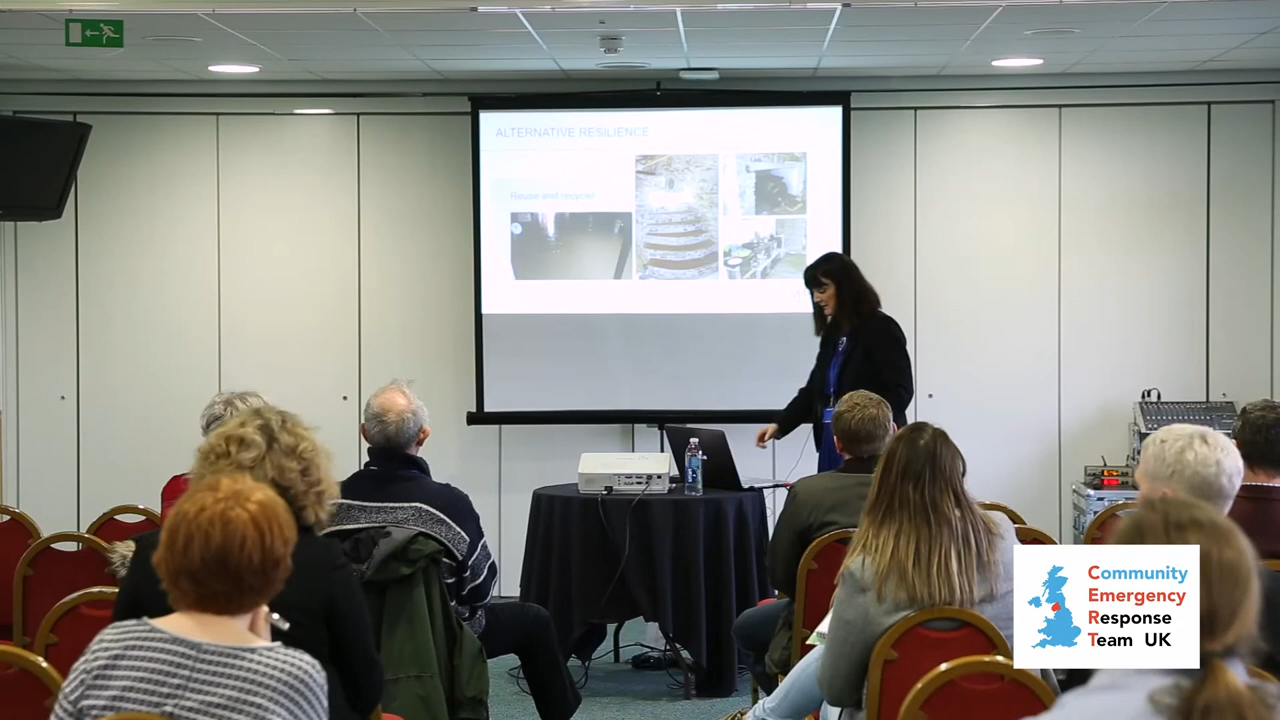 ALTERNATIVE RESILIENCE
Reuse and recycle!
Community
Emergency
Response
Team UK